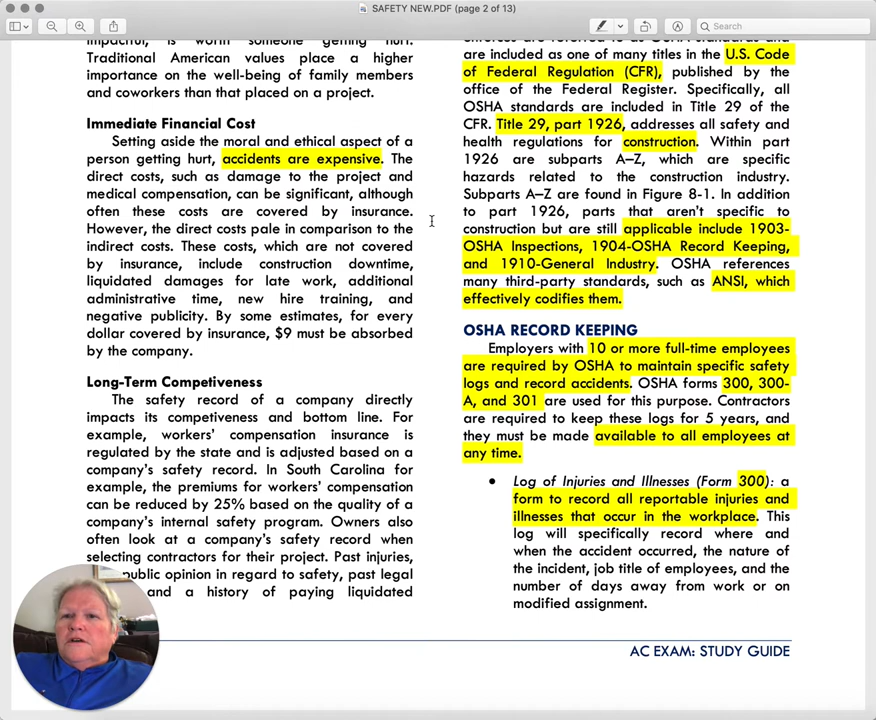 SAFETY NEW.PDF (page 2 of 13)
Search
impactful, is worth someone getting hurt.
Traditional American values place a higher
importance on the well-being of family members
and coworkers than that placed on a project.
Immediate Financial Cost
Setting aside the moral and ethical aspect of a
person getting hurt, accidents are expensive. The
direct costs, such as damage to the project and
medical compensation, can be significant, although
often these costs are covered by insurance.
However, the direct costs pale in comparison to the
indirect costs. These costs, which are not covered
by insurance, include construction downtime,
liquidated damages for late work, additional
administrative time, new hire training, and
negative publicity. By some estimates, for every
dollar covered by insurance, $9 must be absorbed
by the company.
Long-Term Competiveness
The safety record of a company directly
impacts its competiveness and bottom line. For
example, workers' compensation insurance is
regulated by the state and is adjusted based on a
company's safety record. In South Carolina for
example, the premiums for workers' compensation
can be reduced by 25% based on the quality of a
company's internal safety program. Owners also
often look at a company's safety record when
selecting contractors for their project. Past injuries,
public opinion in regard to safety, past legal
and a history of paying liquidated
are included as one of many titles in the U.S. Code
of Federal Regulation (CFR), published by the
office of the Federal Register. Specifically, all
OSHA standards are included in Title 29 of the
CFR. Title 29, part 1926, addresses all safety and
health regulations for construction. Within part
1926 are subparts A–Z, which are specific
hazards related to the construction industry.
Subparts A–Z are found in Figure 8-1. In addition
to part 1926, parts that aren't specific to
construction but are still applicable include 1903-
OSHA Inspections, 1904-OSHA Record Keeping,
and 1910-General Industry. OSHA references
many third-party standards, such as ANSI, which
effectively codifies them.
OSHA RECORD KEEPING
Employers with 10 or more full-time employees
are required by OSHA to maintain specific safety
logs and record accidents. OSHA forms 300, 300-
A, and 301 are used for this purpose. Contractors
are required to keep these logs for 5 years, and
they must be made available to all employees at
any time.
• Log of Injuries and Illnesses (Form 300): a
form to record all reportable injuries and
illnesses that occur in the workplace. This
log will specifically record where and
when the accident occurred, the nature of
the incident, job title of employees, and the
number of days away from work or on
modified assignment.
AC EXAM: STUDY GUIDE